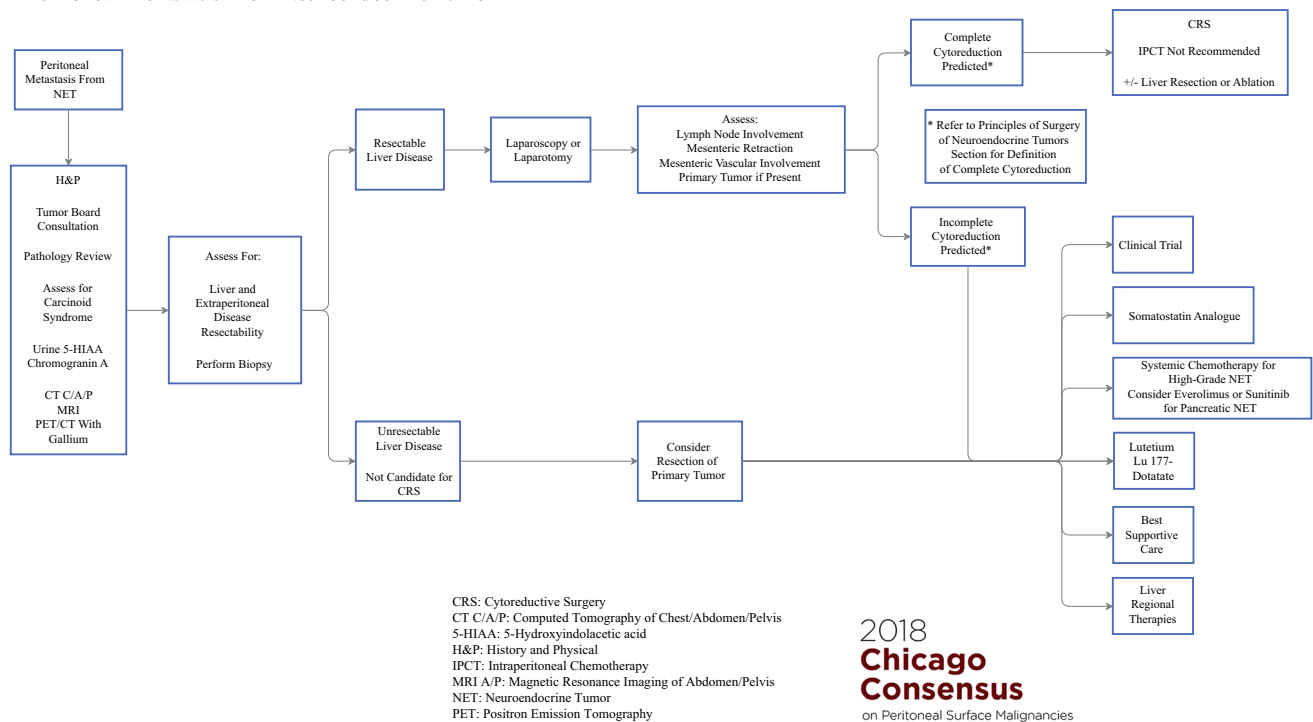 Peritoneal
Metastasis From
NET
H&P
Tumor Board
Consultation
Pathology Review
Assess for
Carcinoid
Syndrome
Urine 5-HIAA
Chromogranin A
CT C/A/P
MRI
PET/CT With
Gallium
Assess For:
Liver and
Extraperitoneal
Disease
Resectability
Perform Biopsy
Resectable
Liver Disease
Laparoscopy or
Laparotomy
Assess:
Lymph Node Involvement
Mesenteric Retraction
Mesenteric Vascular Involvement
Primary Tumor if Present
Complete
Cytoreduction
Predicted*
CRS
IPCT Not Recommended
+/- Liver Resection or Ablation
* Refer to Principles of Surgery
of Neuroendocrine Tumors
Section for Definition
of Complete Cytoreduction
Incomplete
Cytoreduction
Predicted*
Unresectable
Liver Disease
Not Candidate for
CRS
Consider
Resection of
Primary Tumor
Clinical Trial
Somatostatin Analogue
Systemic Chemotherapy for
High-Grade NET
Consider Everolimus or Sunitinib
for Pancreatic NET
Lutetium
Lu 177-
Dotatate
Best
Supportive
Care
Liver
Regional
Therapies
CRS: Cytoreductive Surgery
CT C/A/P: Computed Tomography of Chest/Abdomen/Pelvis
5-HIAA: 5-Hydroxyindolacetic acid
H&P: History and Physical
IPCT: Intraperitoneal Chemotherapy
MRI A/P: Magnetic Resonance Imaging of Abdomen/Pelvis
NET: Neuroendocrine Tumor
PET: Positron Emission Tomography
2018
Chicago
Consensus
on Peritoneal Surface Malignancies